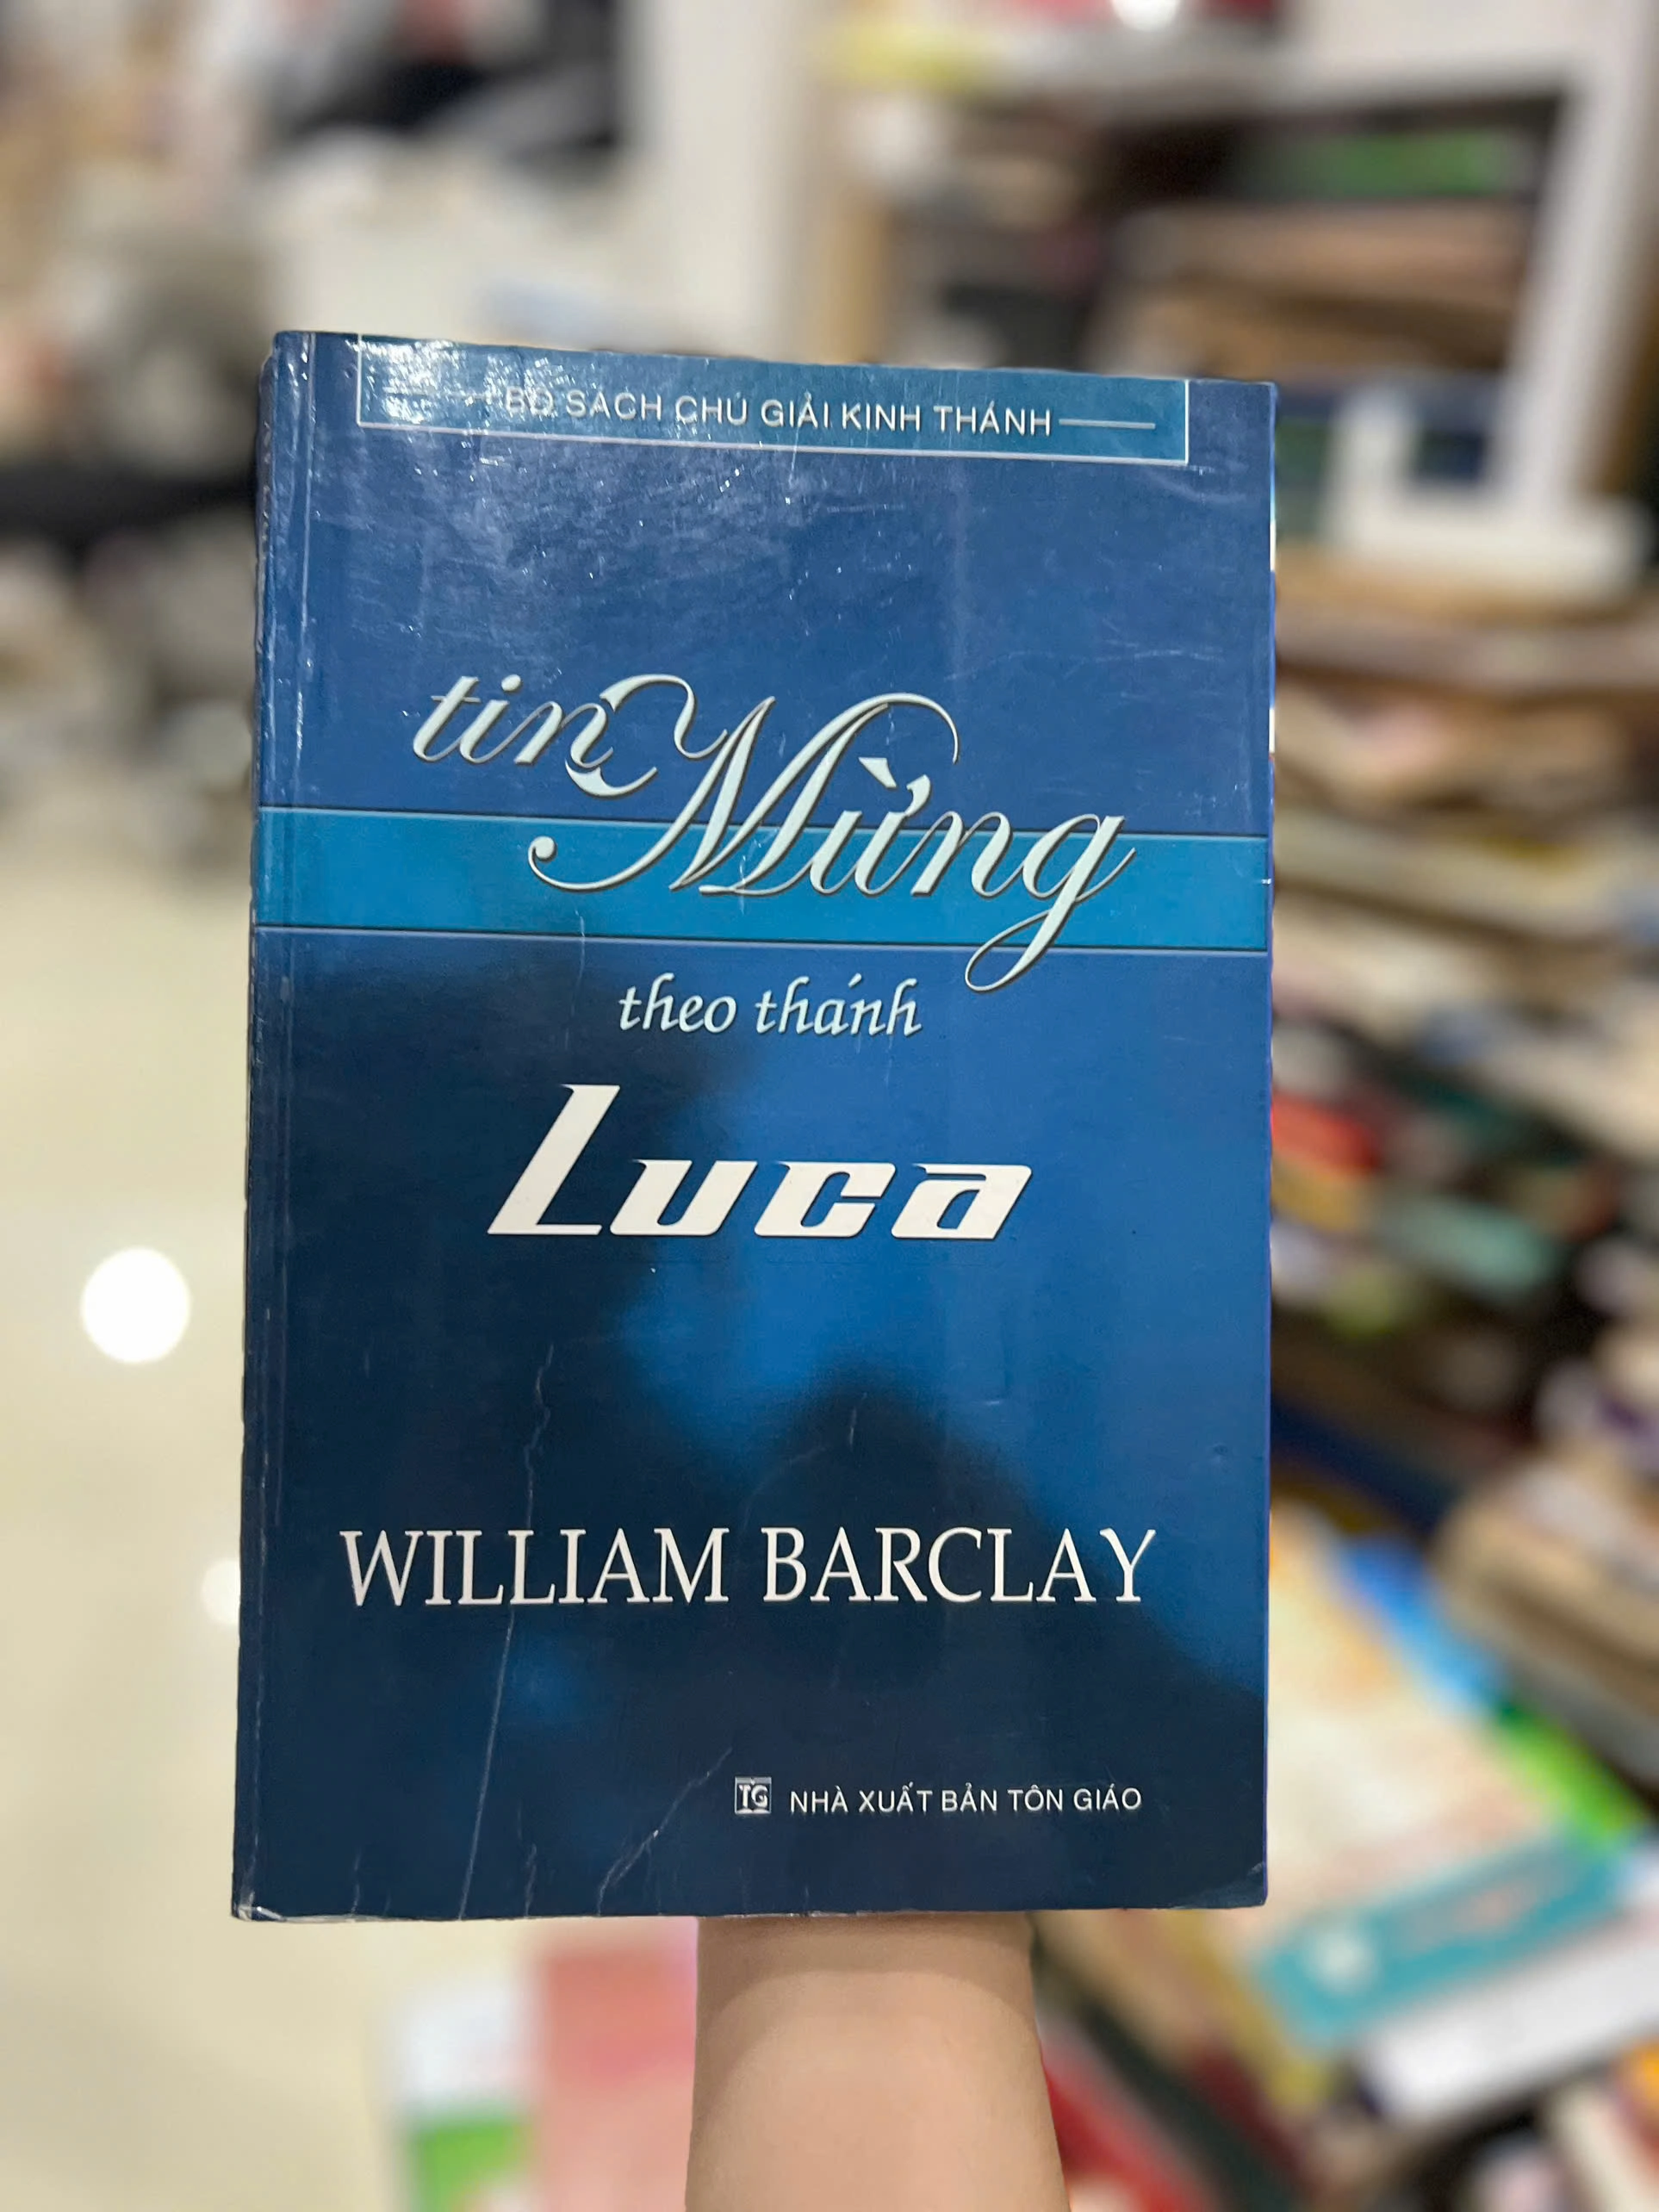 BỘ SÁCH CHÚ GIẢI KINH THÁNH
tin Mừng
theo thánh
Luca
WILLIAM BARCLAY
TG NHÀ XUẤT BẢN TÔN GIÁO